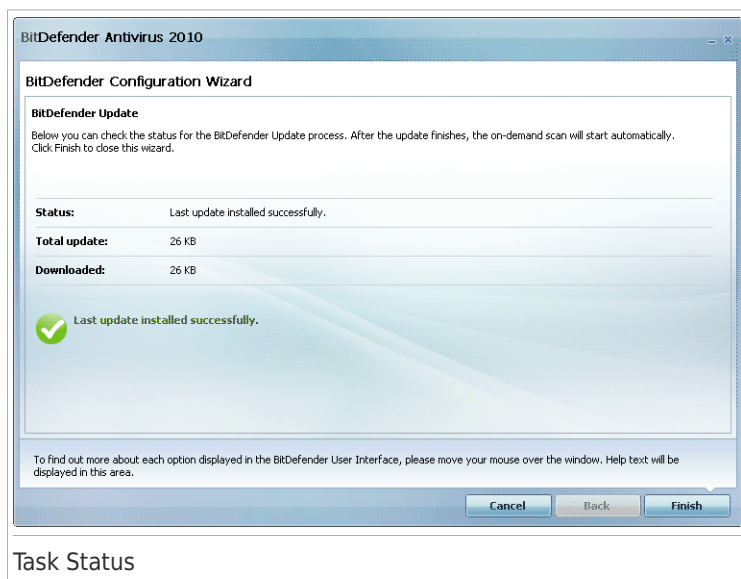 BitDefender Antivirus 2010
BitDefender Configuration Wizard
BitDefender Update
Below you can check the status for the BitDefender Update process. After the update finishes, the on-demand scan will start automatically.
Click Finish to close this wizard.
Status: Last update installed successfully.
Total update: 26 KB
Downloaded: 26 KB
Last update installed successfully.
To find out more about each option displayed in the BitDefender User Interface, please move your mouse over the window. Help text will be
displayed in this area.
Cancel Back Finish
Task Status